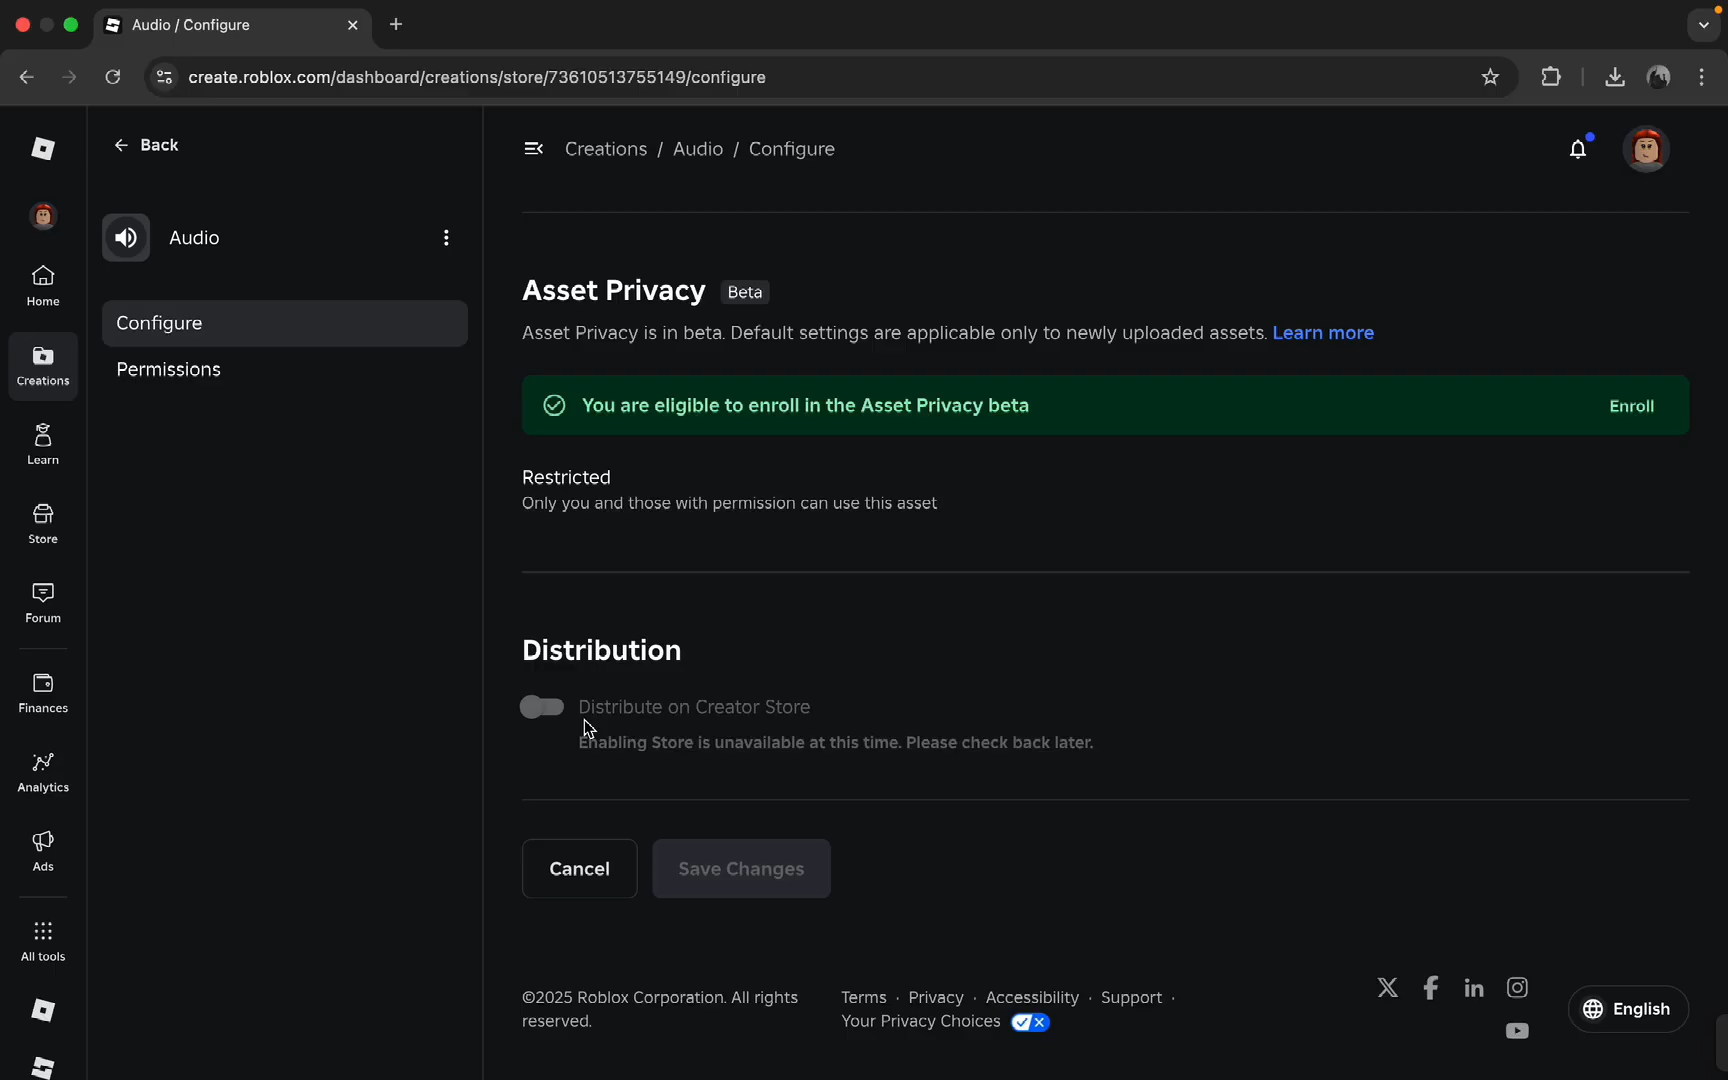 Audio / Configure
create.roblox.com/dashboard/creations/store/73610513755149/configure
Back
Creations / Audio / Configure
Audio
Configure
Permissions
Home
Creations
Learn
Store
Forum
Finances
Analytics
Ads
All tools
Asset Privacy Beta
Asset Privacy is in beta. Default settings are applicable only to newly uploaded assets. Learn more
You are eligible to enroll in the Asset Privacy beta Enroll
Restricted
Only you and those with permission can use this asset
Distribution
Distribute on Creator Store
Enabling Store is unavailable at this time. Please check back later.
Cancel Save Changes
©2025 Roblox Corporation. All rights
reserved.
Terms · Privacy · Accessibility · Support ·
Your Privacy Choices
English